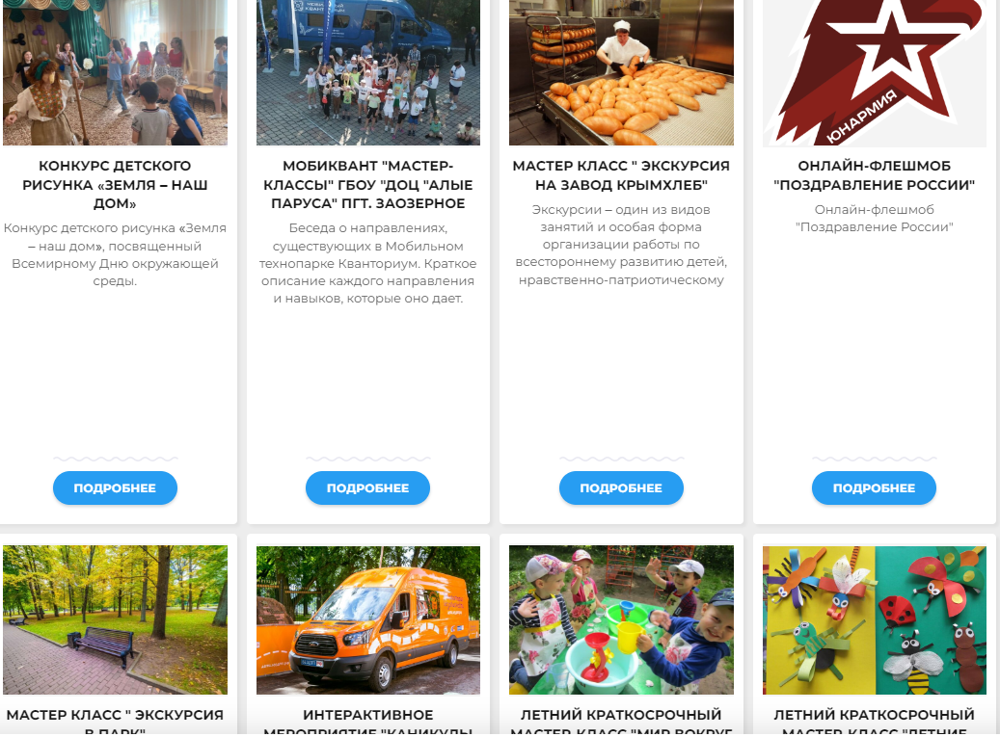 ЮНАРМИЯ
КОНКУРС ДЕТСКОГО
РИСУНКА «ЗЕМЛЯ – НАШ
ДОМ»
Конкурс детского рисунка «Земля
– наш дом», посвященный
Всемирному Дню окружающей
среды.
ПОДРОБНЕЕ
МОБИКВАНТ "МАСТЕР-
КЛАССЫ" ГБОУ "ДОЦ "АЛЫЕ
ПАРУСА" ПГТ. ЗАОЗЕРНОЕ
Беседа о направлениях,
существующих в Мобильном
технопарке Кванториум. Краткое
описание каждого направления
и навыков, которые оно дает.
ПОДРОБНЕЕ
МАСТЕР КЛАСС " ЭКСКУРСИЯ
НА ЗАВОД КРЫМХЛЕБ"
Экскурсии – один из видов
занятий и особая форма
организации работы по
всестороннему развитию детей,
нравственно-патриотическому
ПОДРОБНЕЕ
ОНЛАЙН-ФЛЕШМОБ
"ПОЗДРАВЛЕНИЕ РОССИИ"
Онлайн-флешмоб
"Поздравление России"
ПОДРОБНЕЕ
МАСТЕР КЛАСС " ЭКСКУРСИЯ
В ПАРК"
ИНТЕРАКТИВНОЕ
МЕРОПРИЯТИЕ "КАНИКУЛЫ
ЛЕТНИЙ КРАТКОСРОЧНЫЙ
МАСТЕР-КЛАСС "МИР ВОКРУГ
ЛЕТНИЙ КРАТКОСРОЧНЫЙ
МАСТЕР-КЛАСС "ЛЕТНИЕ